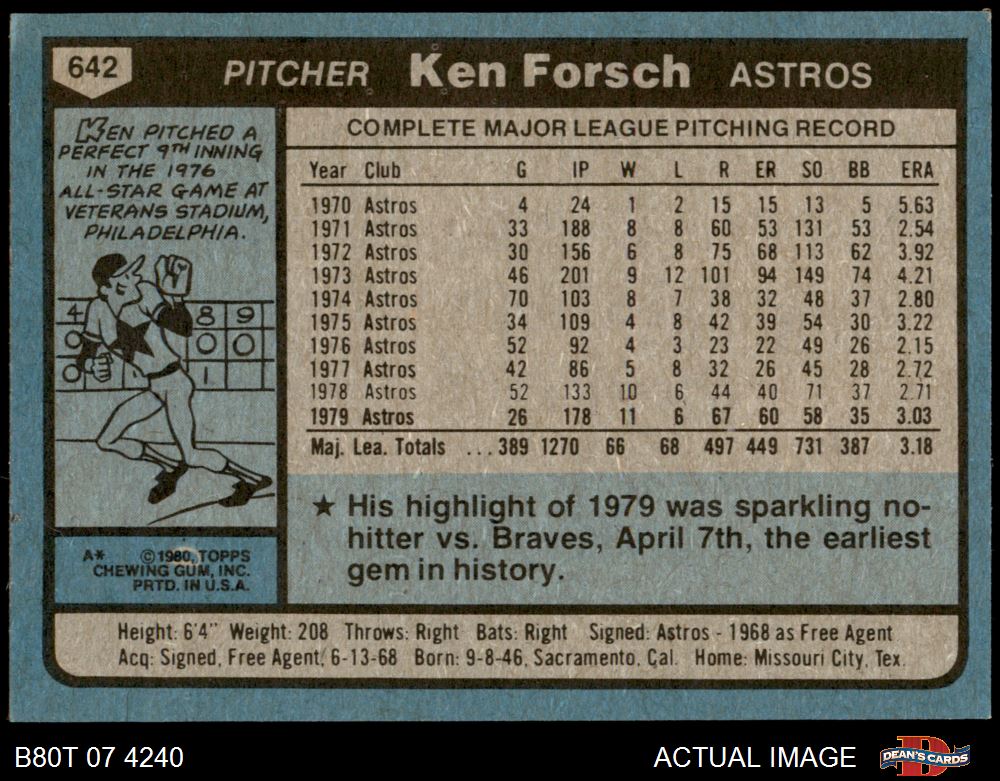 642
PITCHER Ken Forsch ASTROS
KEN PITCHED A
PERFECT 9TH INNING
IN THE 1976
ALL-STAR GAME AT
VETERANS STADIUM,
PHILADELPHIA.
4 8 9
0 0 0
0 1
COMPLETE MAJOR LEAGUE PITCHING RECORD
Year Club G IP W L R ER SO BB ERA
1970 Astros 4 24 1 2 15 15 13 5 5.63
1971 Astros 33 188 8 8 60 53 131 53 2.54
1972 Astros 30 156 6 8 75 68 113 62 3.92
1973 Astros 46 201 9 12 101 94 149 74 4.21
1974 Astros 70 103 8 7 38 32 48 37 2.80
1975 Astros 34 109 4 8 42 39 54 30 3.22
1976 Astros 52 92 4 3 23 22 49 26 2.15
1977 Astros 42 86 5 8 32 26 45 28 2.72
1978 Astros 52 133 10 6 44 40 71 37 2.71
1979 Astros 26 178 11 6 67 60 58 35 3.03
Maj. Lea. Totals ... 389 1270 66 68 497 449 731 387 3.18
★ His highlight of 1979 was sparkling no-
hitter vs. Braves, April 7th, the earliest
gem in history.
A* © 1980, TOPPS
CHEWING GUM, INC.
PRTD. IN U.S.A.
Height: 6'4" Weight: 208 Throws: Right Bats: Right Signed: Astros - 1968 as Free Agent
Acq: Signed, Free Agent, 6-13-68 Born: 9-8-46, Sacramento, Cal. Home: Missouri City, Tex.
B80T 07 4240 ACTUAL IMAGE DEAN'S CARDS